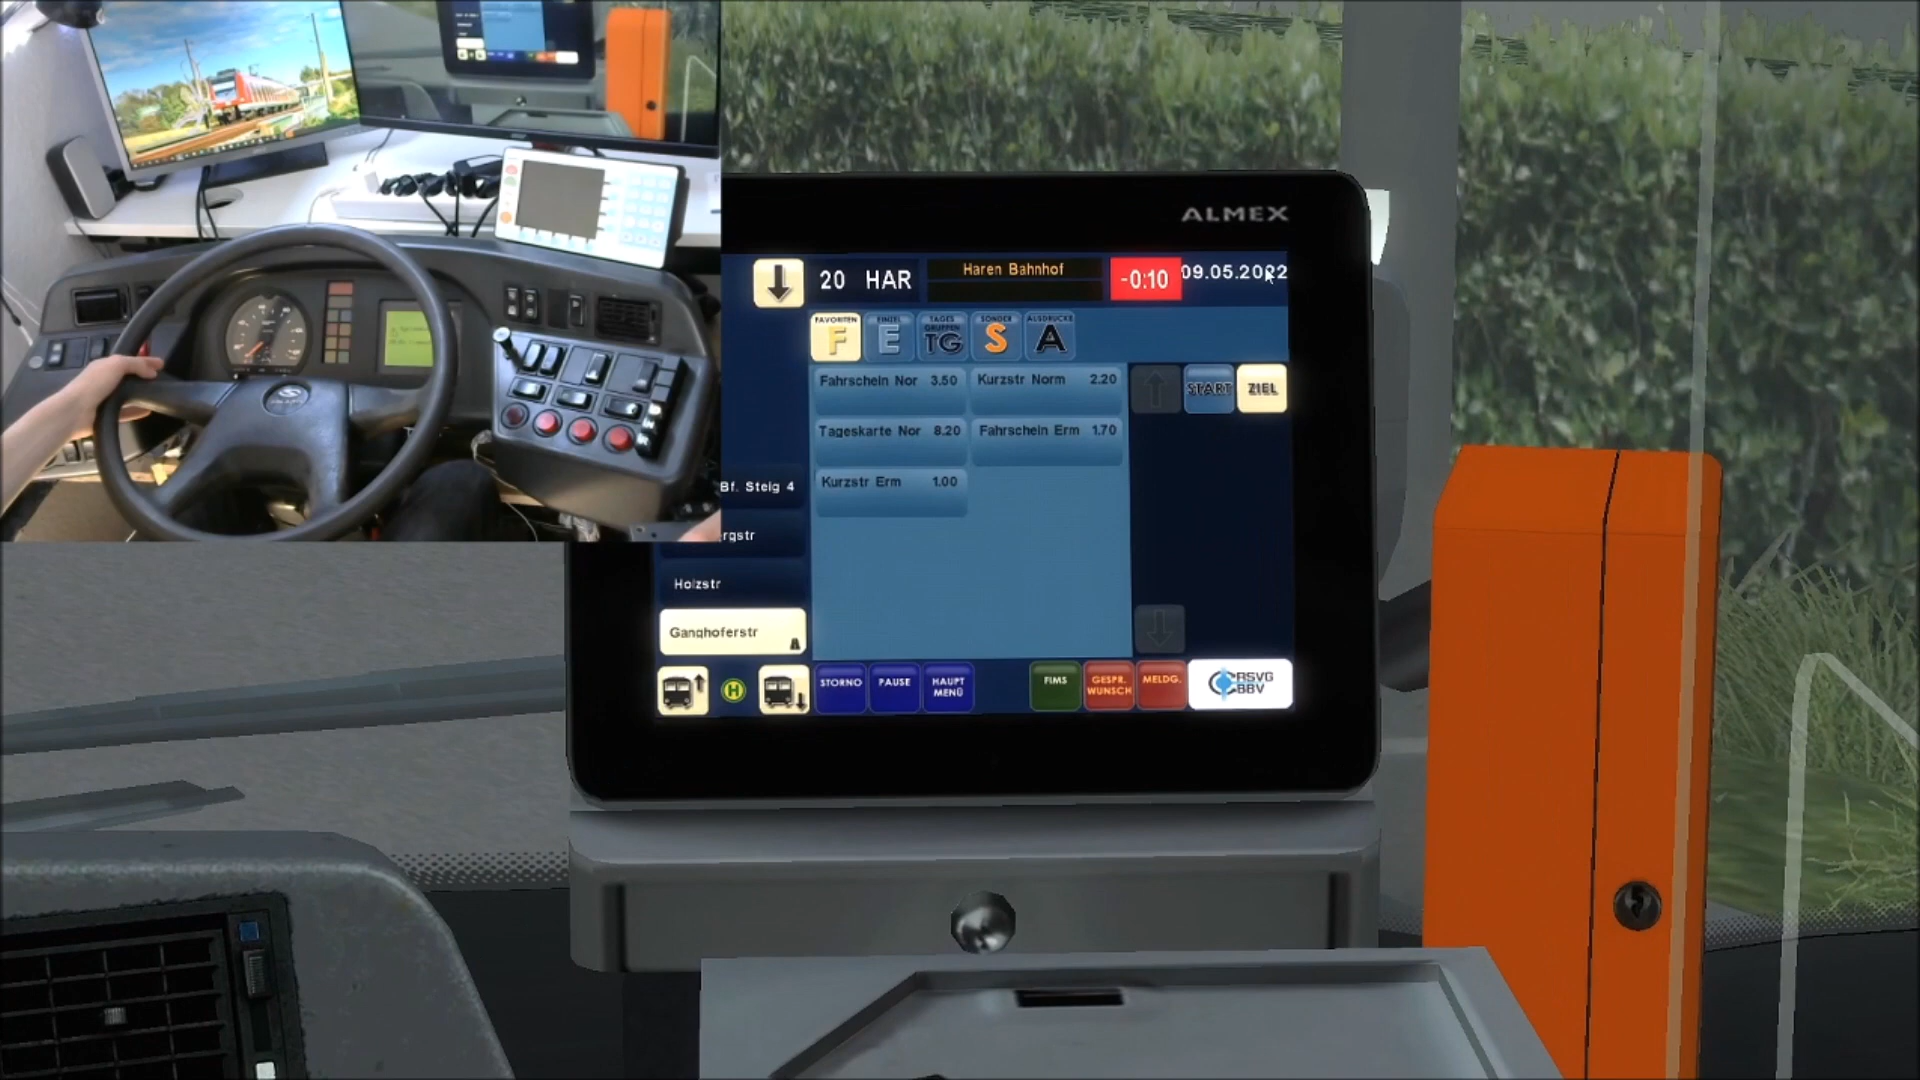 ALMEX
20 HAR
Haren Bahnhof
-0:10
09.05.2022
FAVORITEN
F
EINZEL
E
TAGES
GRUPPEN
TG
SONDER
S
AUSDRUCKE
A
Fahrschein Nor 3.50
Kurzstr Norm 2.20
START
ZIEL
Tageskarte Nor 8.20
Fahrschein Erm 1.70
Kurzstr Erm 1.00
Bf. Steig 4
rgstr
Holzstr
Ganghoferstr
H
STORNO
PAUSE
HAUPT
MENÜ
FIMS
GESPR.
WUNSCH
MELDG.
RSVG
BBV